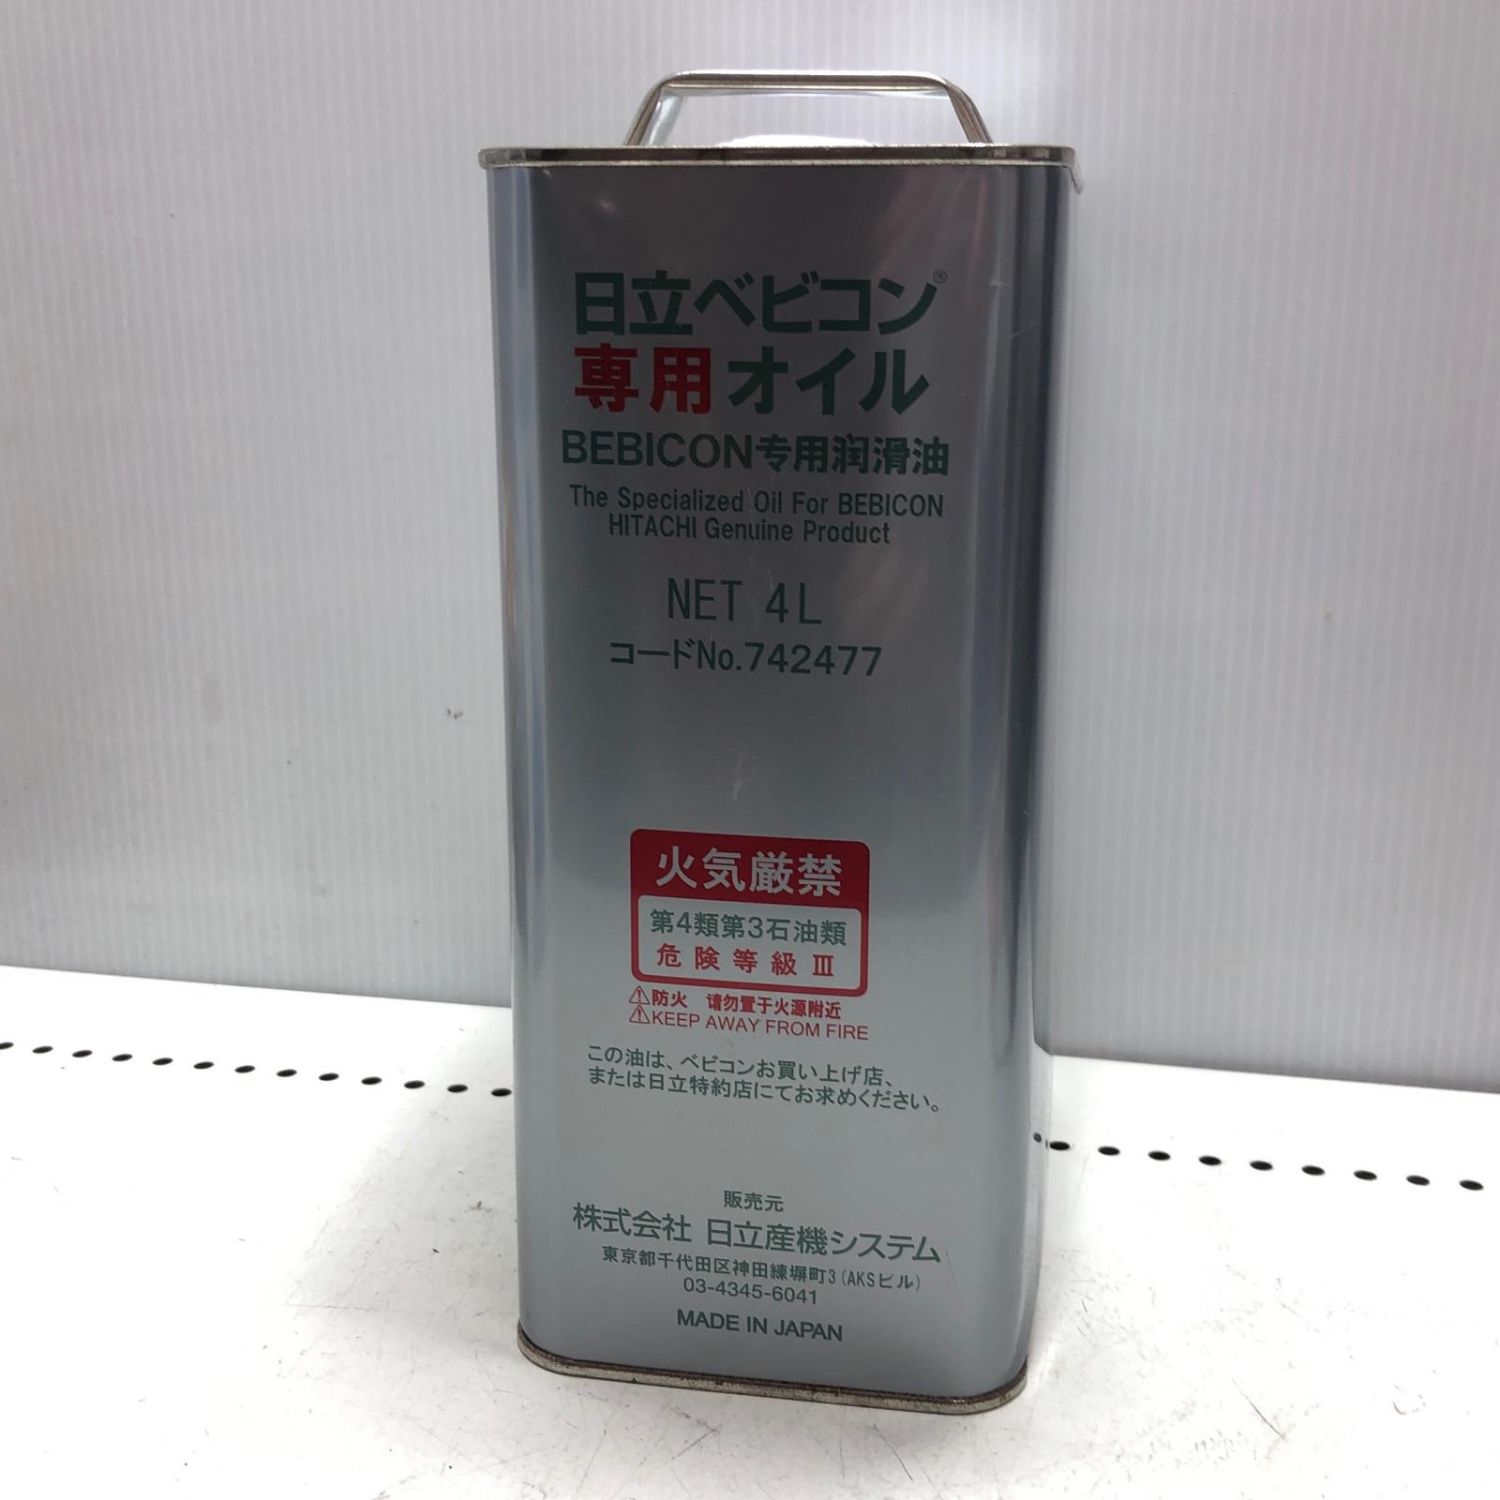 日立ベビコン®
専用オイル
BEBICON专用润滑油
The Specialized Oil For BEBICON
HITACHI Genuine Product
NET 4L
コードNo.742477
火気厳禁
第4類第3石油類
危険等級Ⅲ
⚠防火 请勿置于火源附近
⚠KEEP AWAY FROM FIRE
この油は、ベビコンお買い上げ店、
または日立特約店にてお求めください。
販売元
株式会社 日立産機システム
東京都千代田区神田練塀町3(AKSビル)
03-4345-6041
MADE IN JAPAN